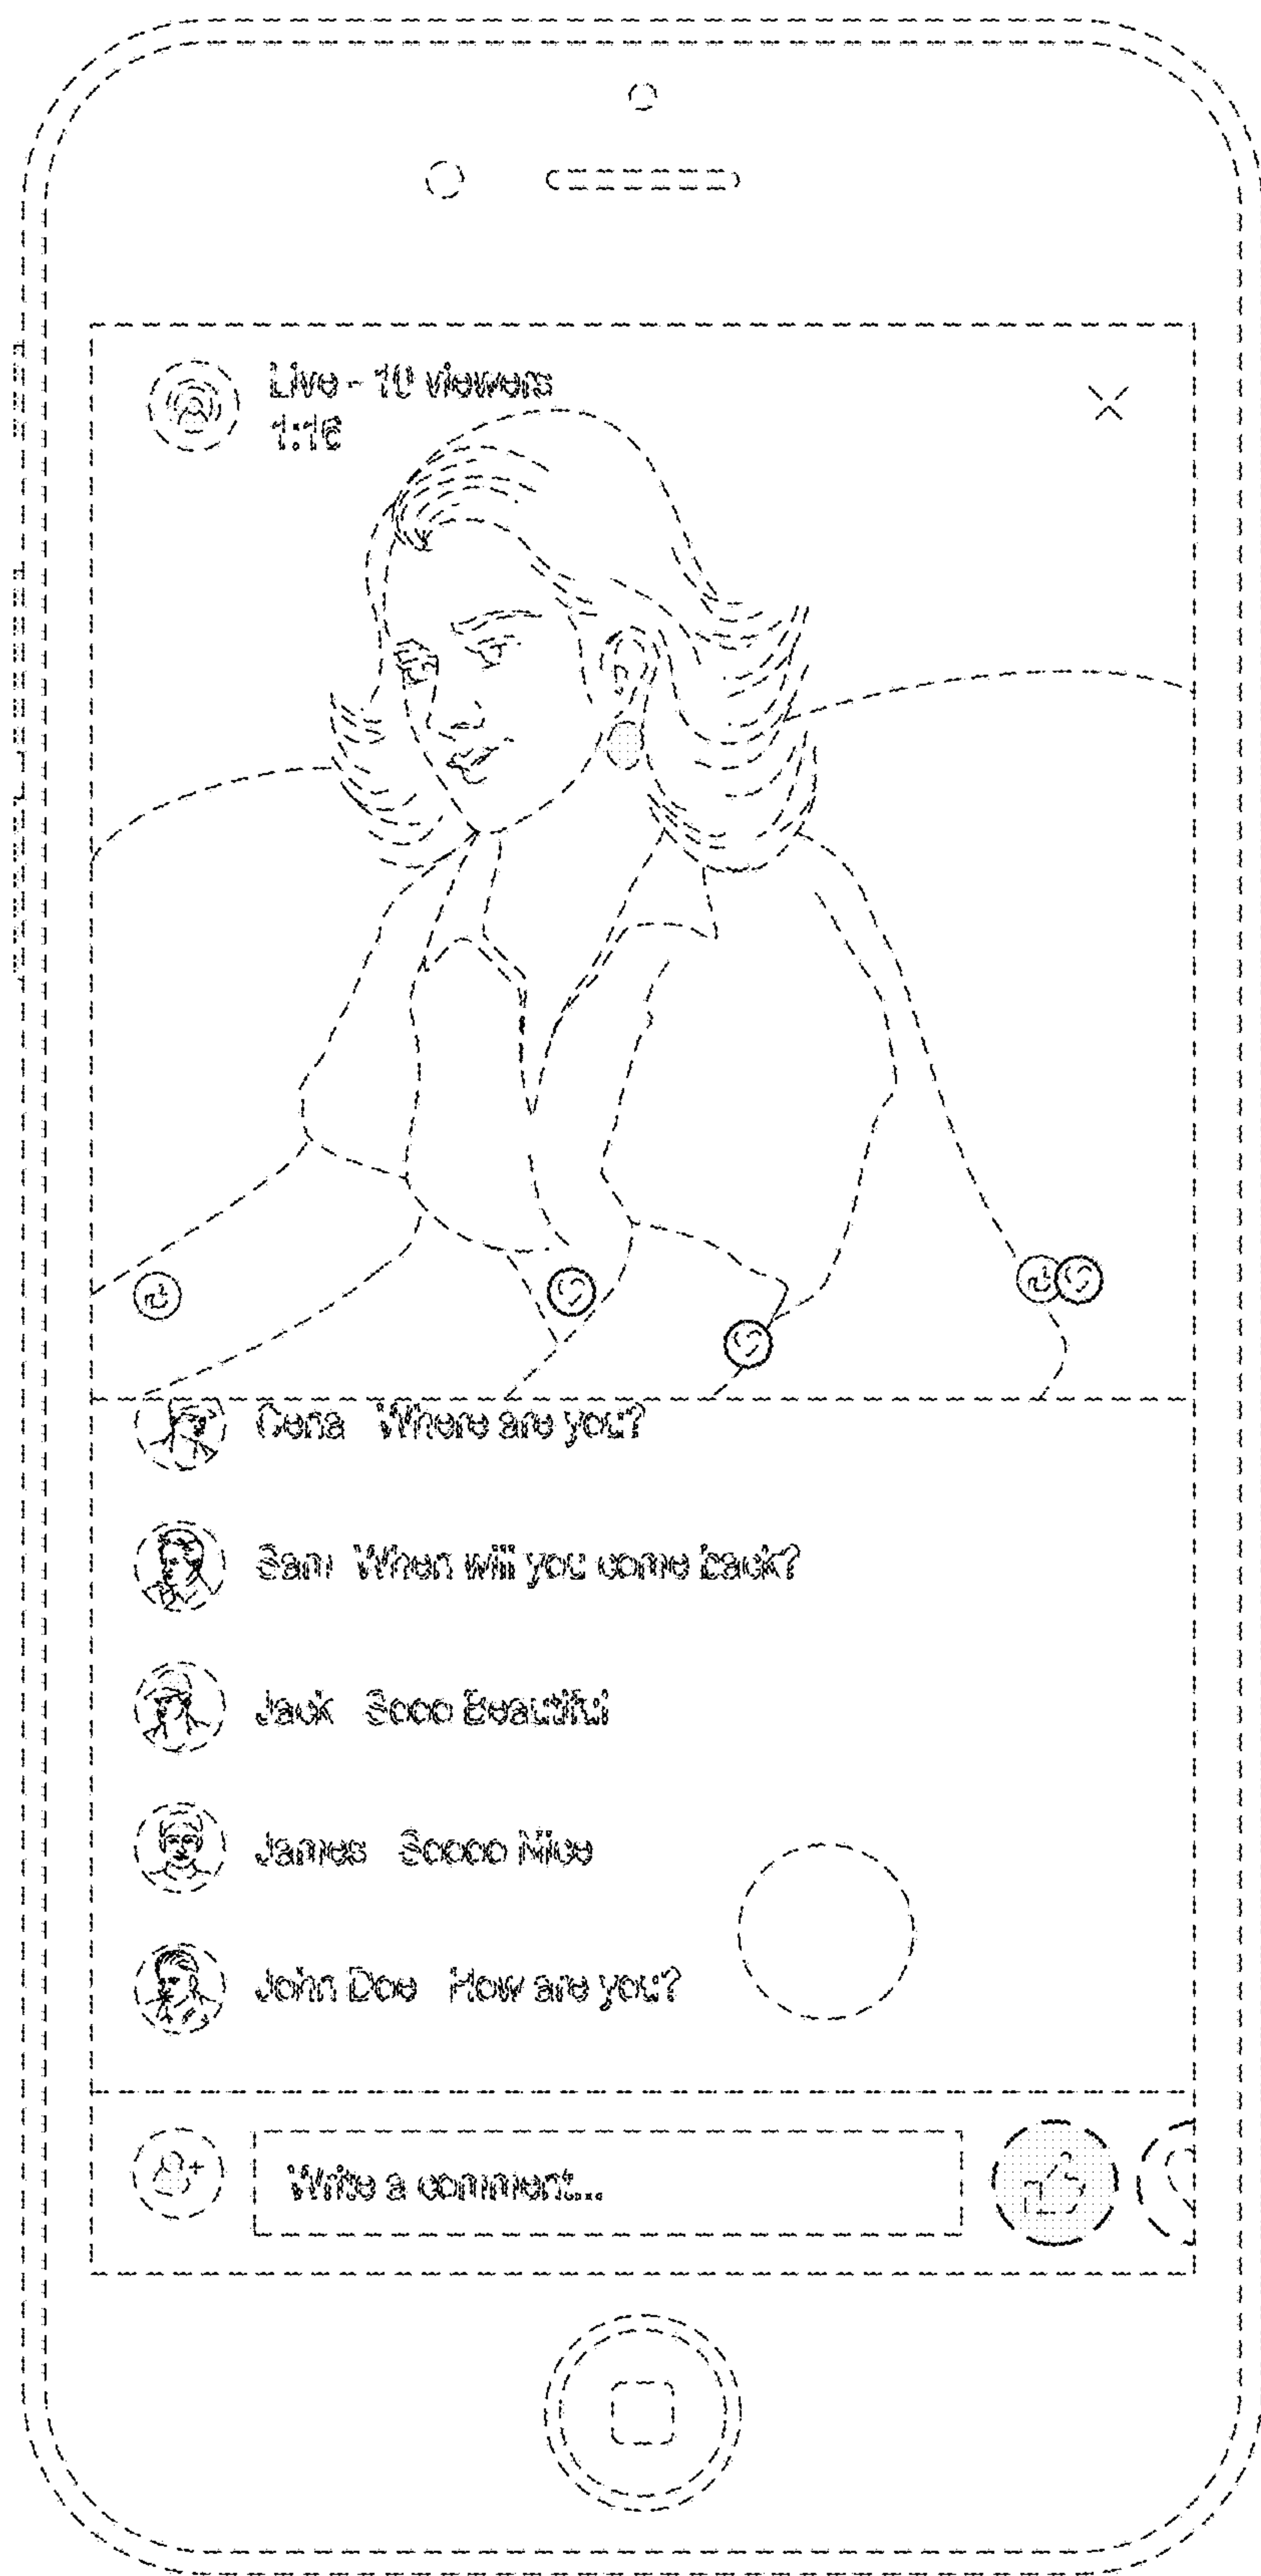 Live - 10 viewers
1:16
Cena Where are you?
Sam When will you come back?
Jack Sooo Beautiful
James Soooo Nice
John Doe How are you?
Write a comment...